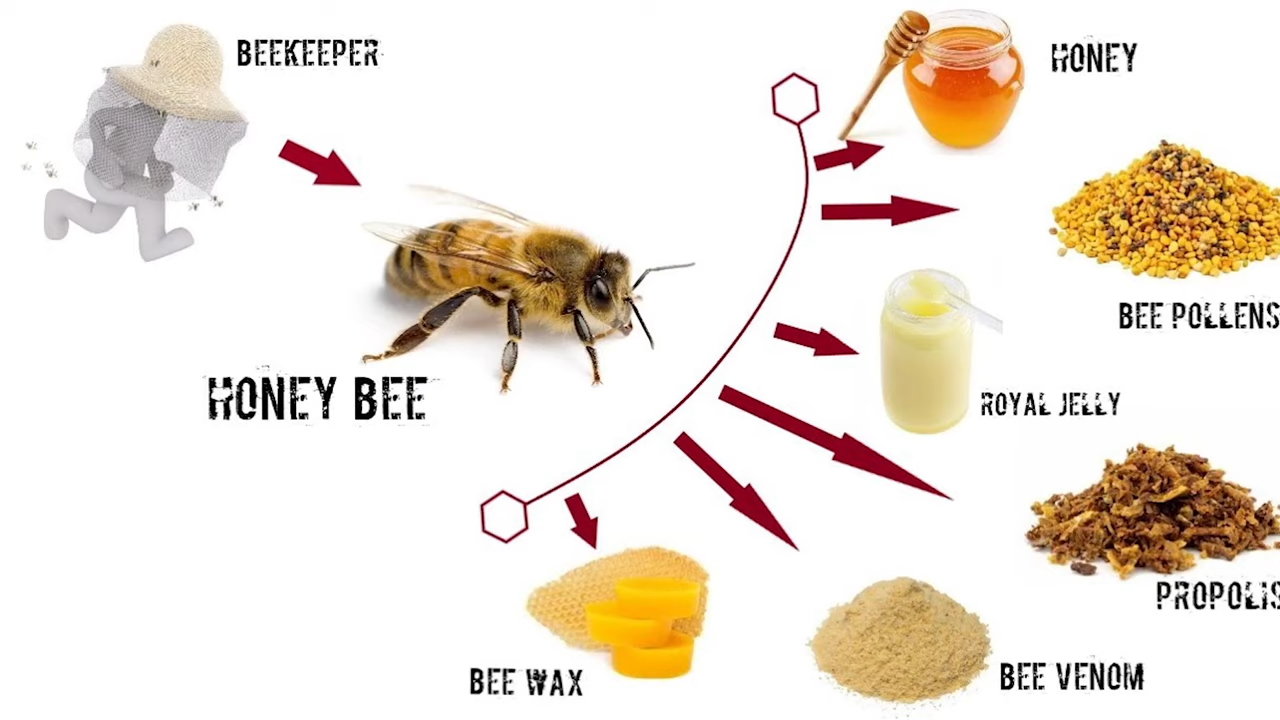 BEEKEEPER
HONEY
BEE POLLENS
HONEY BEE
ROYAL JELLY
PROPOLIS
BEE WAX
BEE VENOM